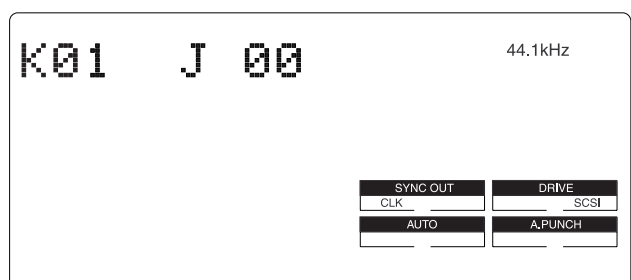 K01 J 00
44.1kHz
SYNC OUT
CLK
DRIVE
SCSI
AUTO
A.PUNCH